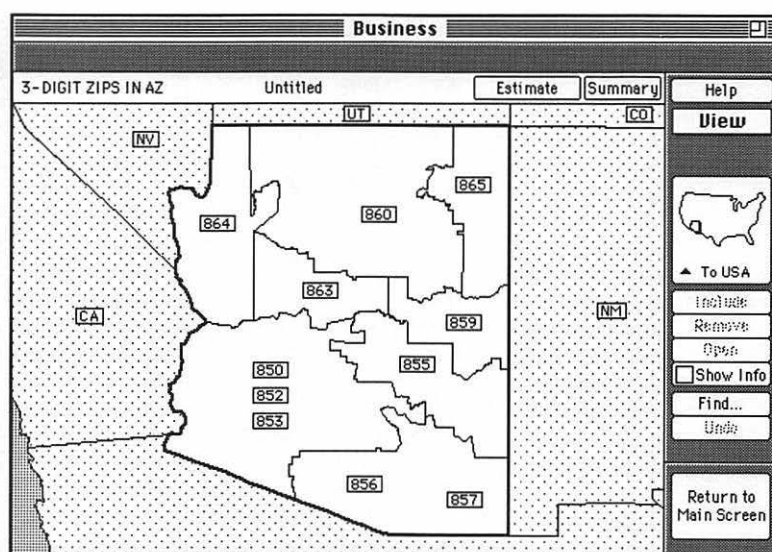 Business
3-DIGIT ZIPS IN AZ Untitled Estimate Summary
Help
View
UT
CO
NV
865
864
860
To USA
863
Include
CA
859
NM
Remove
Open
850
855
Show Info
852
Find...
853
Undo
856
857
Return to
Main Screen